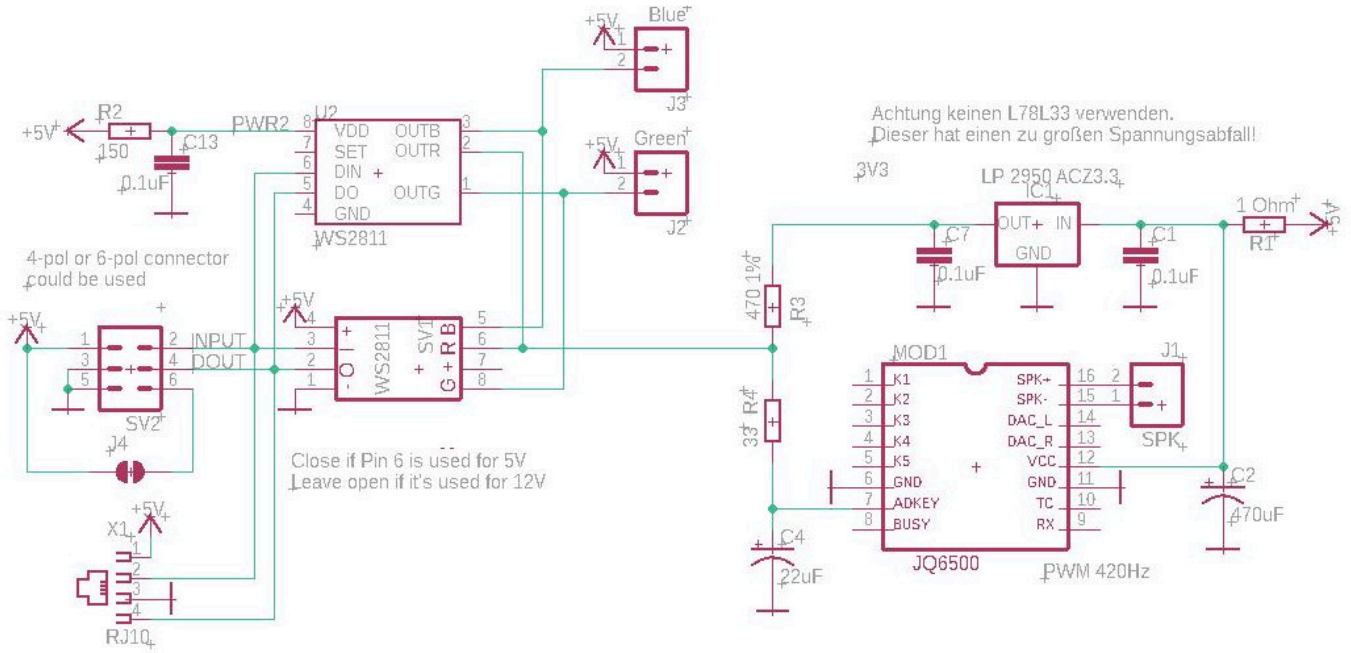 +5V
Blue
1
2
J3
+5V
R2
150
C13
0.1uF
PWR2
U2
8 VDD OUTB 3
7 SET OUTR 2
6 DIN
5 DO OUTG 1
4 GND
WS2811
+5V
Green
1
2
J2
Achtung keinen L78L33 verwenden.
Dieser hat einen zu großen Spannungsabfall!
3V3
LP 2950 ACZ3.3
IC1
OUT IN
GND
1 Ohm
R1
+5V
C7
0.1uF
C1
0.1uF
4-pol or 6-pol connector
could be used
+5V
1 2 INPUT
3 4 DOUT
5 6
SV2
J4
+5V
4 + B 5
3 I R 6
2 O + 7
1 - G 8
WS2811
SV1
Close if Pin 6 is used for 5V
Leave open if it's used for 12V
470 1%
R3
33
R4
C4
22uF
MOD1
1 K1 SPK+ 16
2 K2 SPK- 15
3 K3 DAC_L 14
4 K4 DAC_R 13
5 K5 VCC 12
6 GND GND 11
7 ADKEY TC 10
8 BUSY RX 9
JQ6500
PWM 420Hz
J1
2
1
SPK
C2
470uF
+5V
X1
1
2
3
4
RJ10